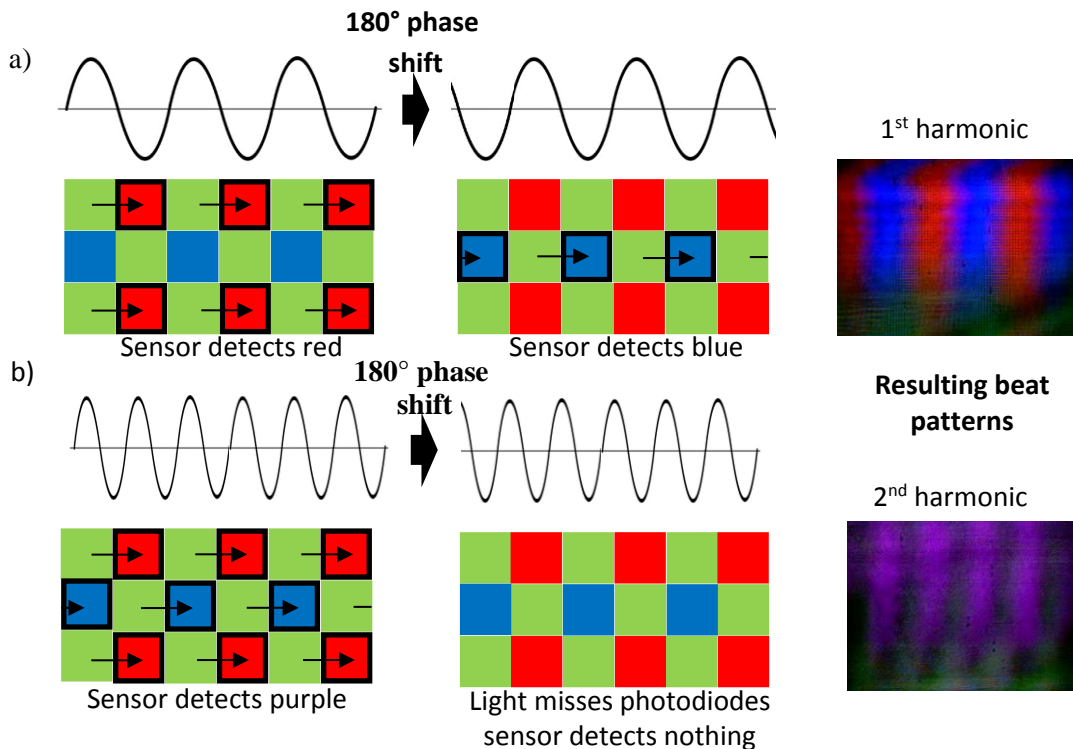 180° phase
shift
a)
1st harmonic
Sensor detects red
Sensor detects blue
b)
180° phase
shift
Resulting beat
patterns
2nd harmonic
Sensor detects purple
Light misses photodiodes
sensor detects nothing